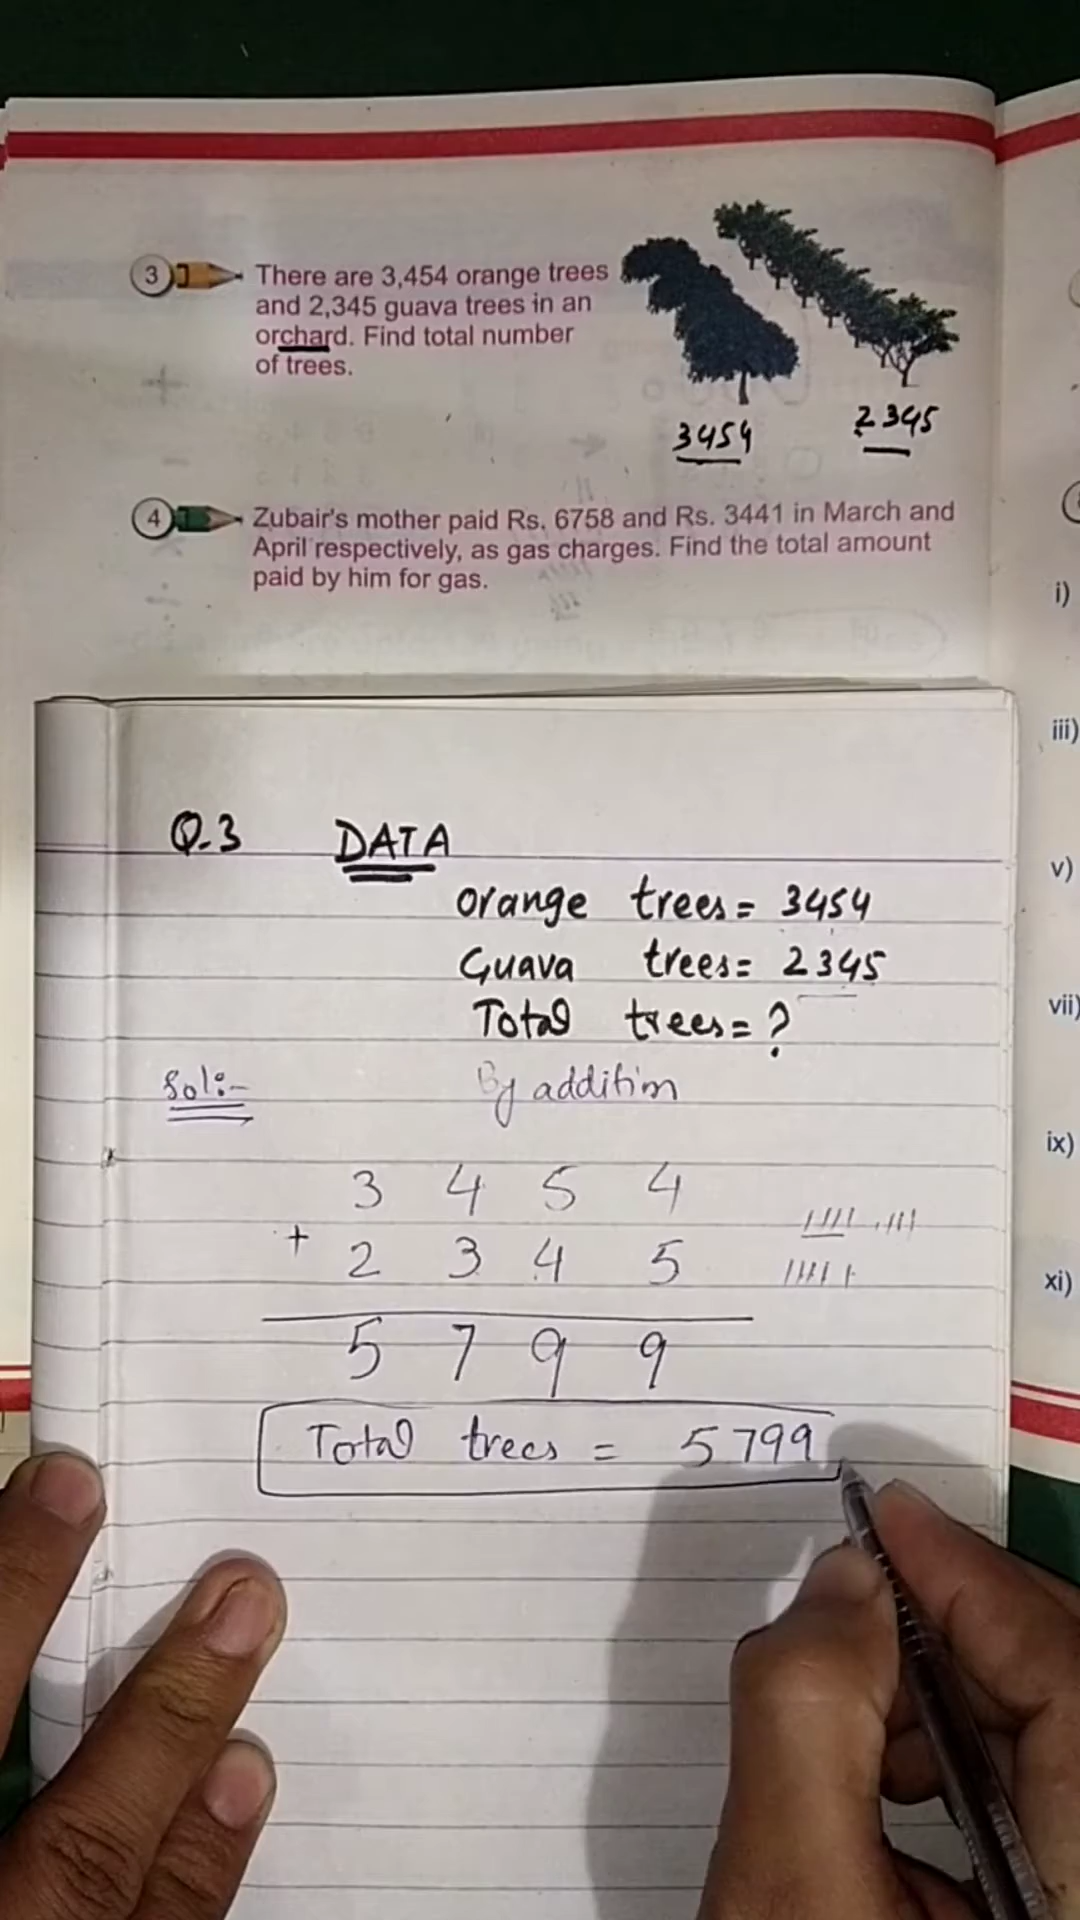 3 There are 3,454 orange trees
and 2,345 guava trees in an
orchard. Find total number
of trees.
3454 2345
4 Zubair's mother paid Rs. 6758 and Rs. 3441 in March and
April respectively, as gas charges. Find the total amount
paid by him for gas.
i)
iii)
v)
vii)
ix)
xi)
Q.3 DATA
Orange trees = 3454
Guava trees = 2345
Total trees = ?
Sol:- By addition
3 4 5 4
+ 2 3 4 5
5 7 9 9
Total trees = 5799